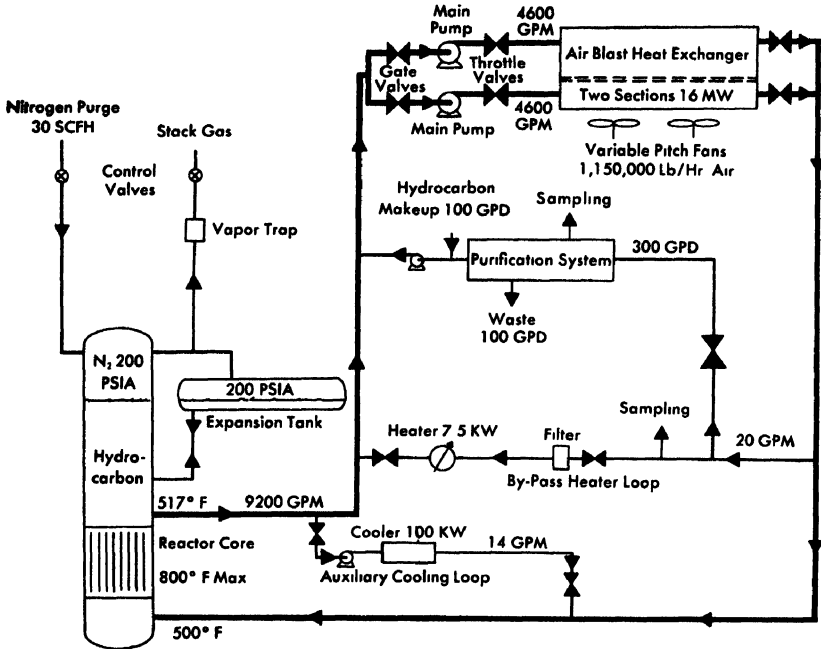 Main
Pump
4600
GPM
Air Blast Heat Exchanger
Gate
Valves
Throttle
Valves
Two Sections 16 MW
Main Pump
4600
GPM
Variable Pitch Fans
1,150,000 Lb/Hr Air
Nitrogen Purge
30 SCFH
Stack Gas
Control
Valves
Vapor Trap
Hydrocarbon
Makeup 100 GPD
Sampling
Purification System
300 GPD
Waste
100 GPD
N₂ 200
PSIA
200 PSIA
Expansion Tank
Hydro-
carbon
Heater 7 5 KW
Filter
Sampling
20 GPM
By-Pass Heater Loop
517° F
9200 GPM
Reactor Core
800° F Max
Cooler 100 KW
14 GPM
Auxiliary Cooling Loop
500° F